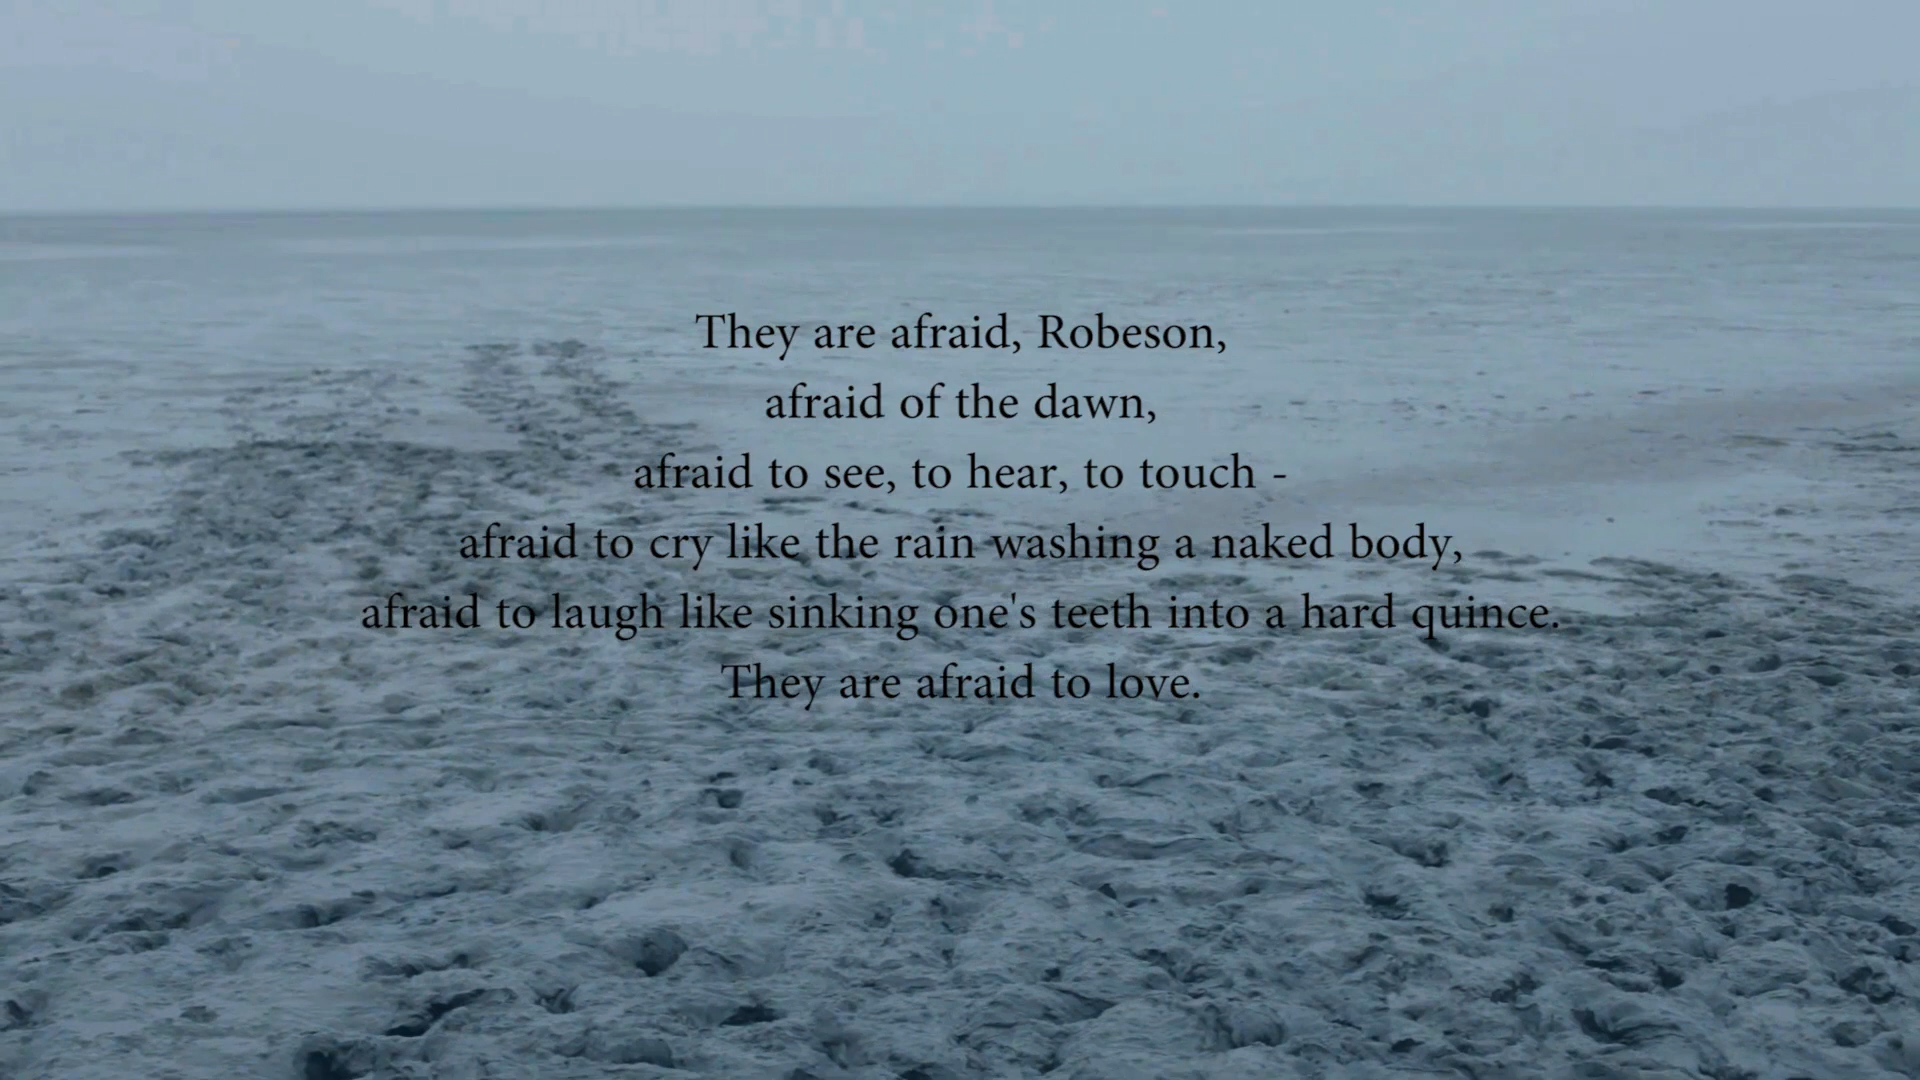 They are afraid, Robeson,
afraid of the dawn,
afraid to see, to hear, to touch -
afraid to cry like the rain washing a naked body,
afraid to laugh like sinking one's teeth into a hard quince.
They are afraid to love.